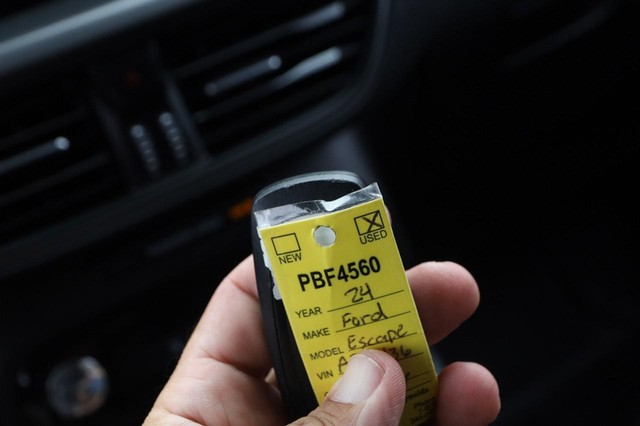 NEW USED
PBF4560
YEAR 24
MAKE Ford
MODEL Escape
VIN